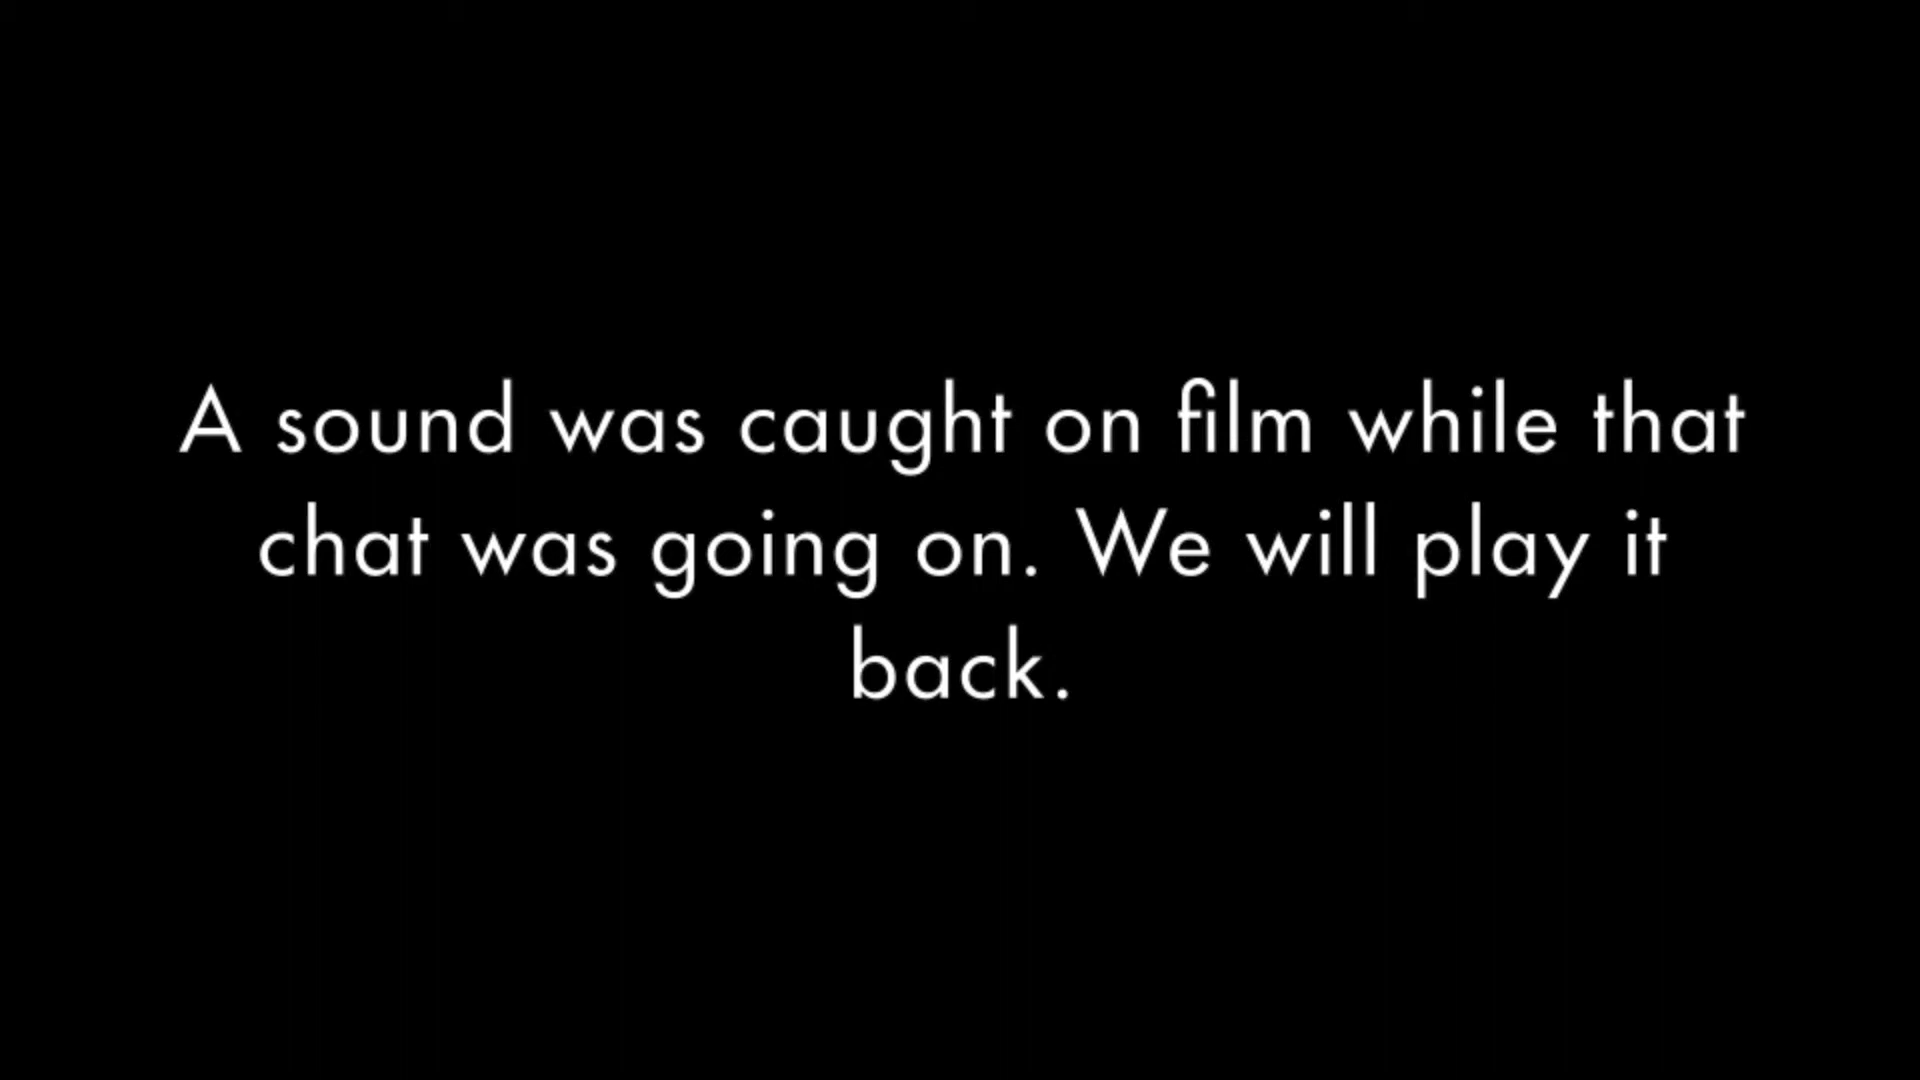 A sound was caught on film while that
chat was going on. We will play it
back.